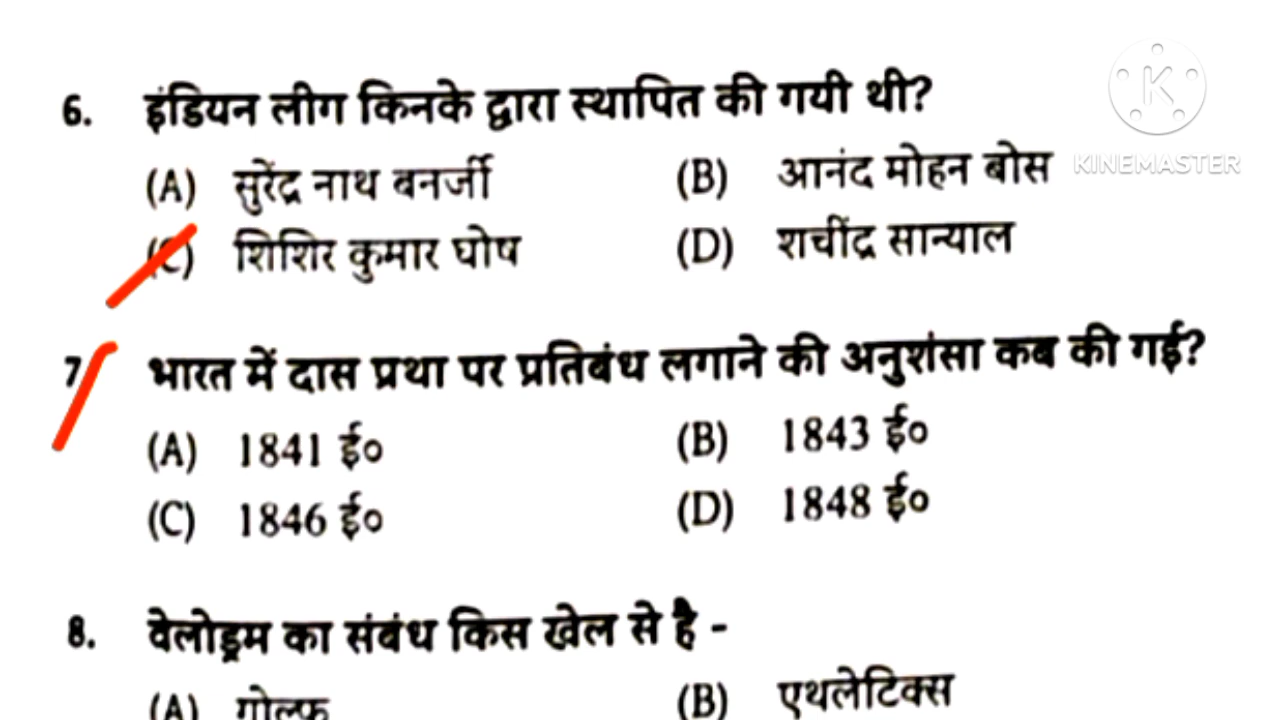 6. इंडियन लीग किनके द्वारा स्थापित की गयी थी?
(A) सुरेंद्र नाथ बनर्जी (B) आनंद मोहन बोस
(C) शिशिर कुमार घोष (D) शचींद्र सान्याल
7 भारत में दास प्रथा पर प्रतिबंध लगाने की अनुशंसा कब की गई?
(A) 1841 ई० (B) 1843 ई०
(C) 1846 ई० (D) 1848 ई०
8. वेलोड्रम का संबंध किस खेल से है -
(A) गोल्फ (B) एथलेटिक्स
K
KINEMASTER